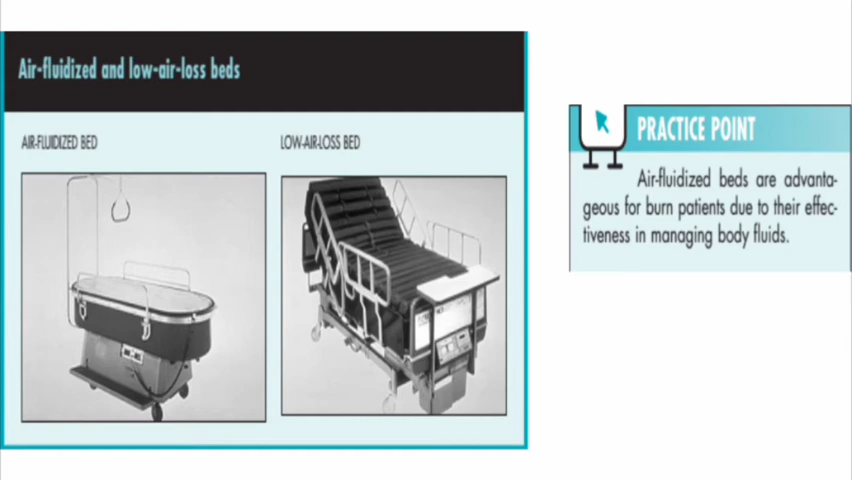 Air-fluidized and low-air-loss beds
AIR-FLUIDIZED BED
LOW-AIR-LOSS BED
PRACTICE POINT
Air-fluidized beds are advanta-
geous for burn patients due to their effec-
tiveness in managing body fluids.